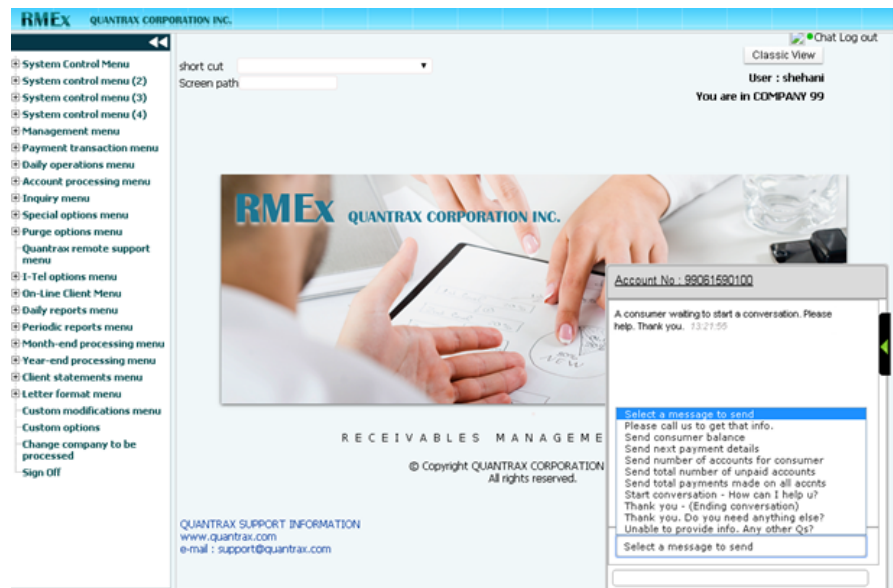 RMEx QUANTRAX CORPORATION INC.
Chat Log out
Classic View
short cut
Screen path
User : shehani
You are in COMPANY 99
System Control Menu
System control menu (2)
System control menu (3)
System control menu (4)
Management menu
Payment transaction menu
Daily operations menu
Account processing menu
Inquiry menu
Special options menu
Purge options menu
Quantrax remote support
menu
I-Tel options menu
On-Line Client Menu
Daily reports menu
Periodic reports menu
Month-end processing menu
Year-end processing menu
Client statements menu
Letter format menu
Custom modifications menu
Custom options
Change company to be
processed
Sign Off
RMEx QUANTRAX CORPORATION INC.
NEW
RECEIVABLES MANAGEME
© Copyright QUANTRAX CORPORATION
All rights reserved.
QUANTRAX SUPPORT INFORMATION
www.quantrax.com
e-mail : support@quantrax.com
Account No : 99061590100
A consumer waiting to start a conversation. Please
help. Thank you. 13:21:55
Select a message to send
Please call us to get that info.
Send consumer balance
Send next payment details
Send number of accounts for consumer
Send total number of unpaid accounts
Send total payments made on all accnts
Start conversation - How can I help u?
Thank you - (Ending conversation)
Thank you. Do you need anything else?
Unable to provide info. Any other Qs?
Select a message to send